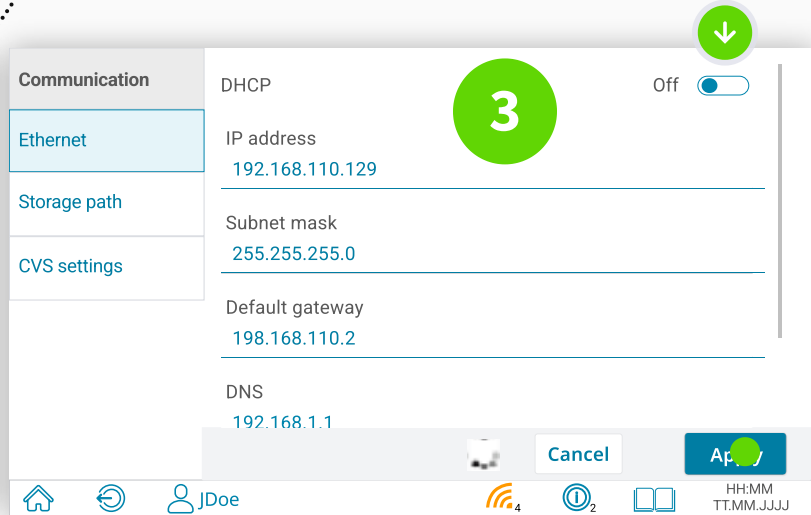 Communication
Ethernet
Storage path
CVS settings
DHCP
Off
3
IP address
192.168.110.129
Subnet mask
255.255.255.0
Default gateway
198.168.110.2
DNS
192.168.1.1
Cancel
Apply
JDoe
4
2
HH:MM
TT.MM.JJJJ